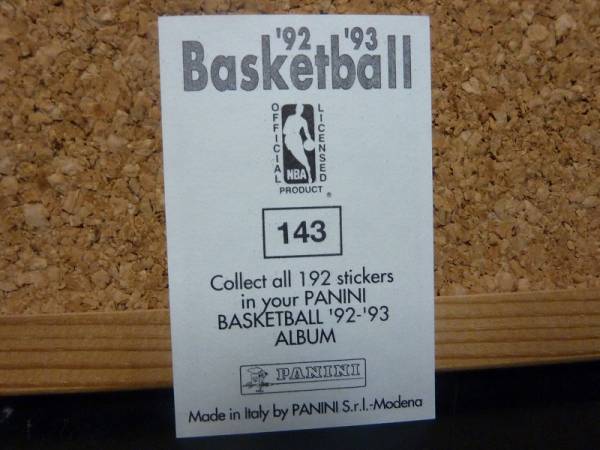 '92 '93
Basketball
OFFICIAL
LICENSED
NBA
PRODUCT ®
143
Collect all 192 stickers
in your PANINI
BASKETBALL '92-'93
ALBUM
PANINI
Made in Italy by PANINI S.r.l.-Modena